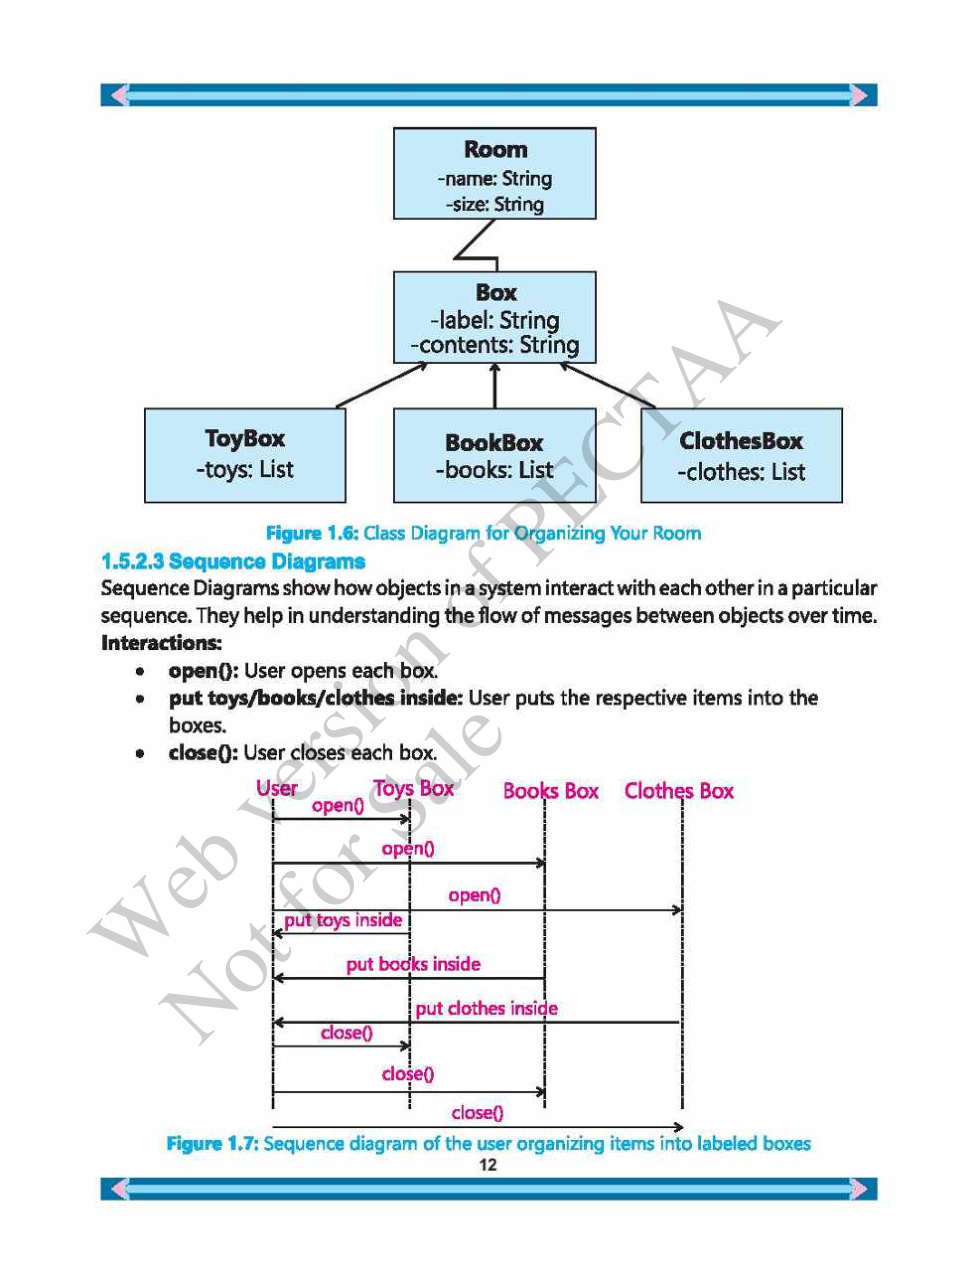 Room
-name: String
-size: String
Box
-label: String
-contents: String
ToyBox
-toys: List
BookBox
-books: List
ClothesBox
-clothes: List
Figure 1.6: Class Diagram for Organizing Your Room
1.5.2.3 Sequence Diagrams
Sequence Diagrams show how objects in a system interact with each other in a particular
sequence. They help in understanding the flow of messages between objects over time.
Interactions:
• open(): User opens each box.
• put toys/books/clothes inside: User puts the respective items into the
boxes.
• close(): User closes each box.
User Toys Box Books Box Clothes Box
open()
open()
open()
put toys inside
put books inside
put clothes inside
close()
close()
close()
Figure 1.7: Sequence diagram of the user organizing items into labeled boxes
12
Web version of PECTAA
Not for Sale